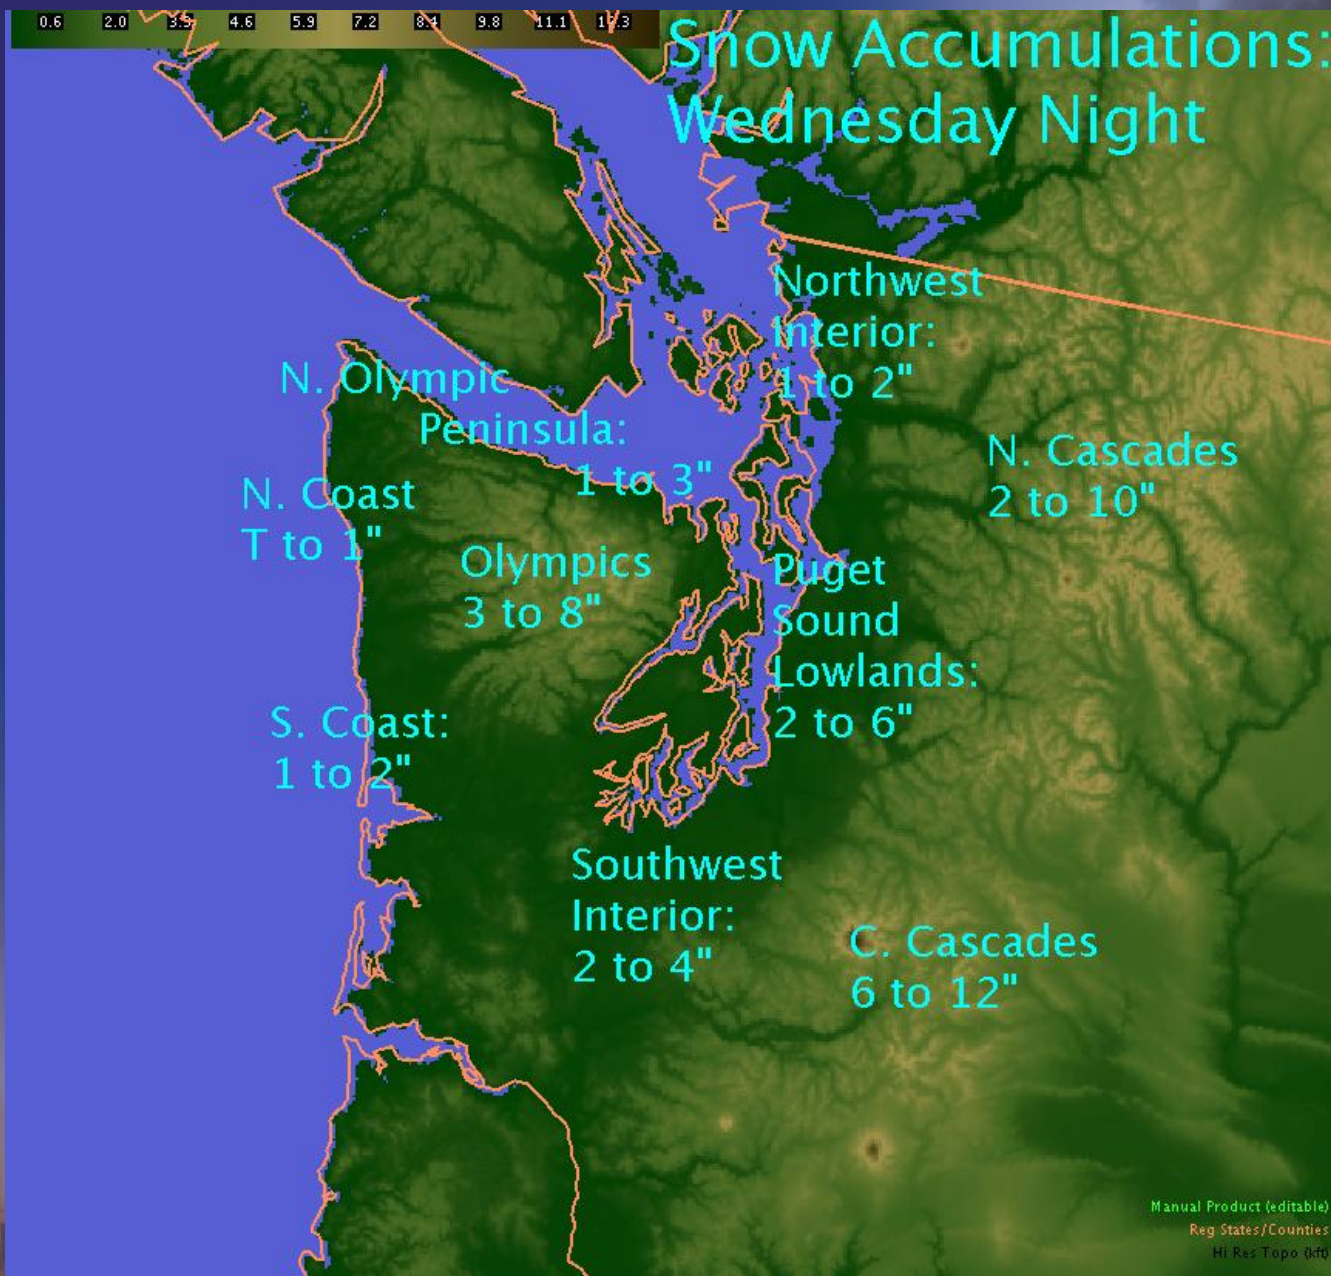 0.6 2.0 3.3 4.6 5.9 7.2 8.4 9.8 11.1
Snow Accumulations:
Wednesday Night
Northwest
Interior:
1 to 2"
N. Olympic
Peninsula:
1 to 3"
N. Cascades
2 to 10"
N. Coast
T to 1"
Olympics
3 to 8"
Puget
Sound
Lowlands:
2 to 6"
S. Coast:
1 to 2"
Southwest
Interior:
2 to 4"
C. Cascades
6 to 12"
Manual Product (editable)
Reg States/Counties
Hi Res Topo (kft)